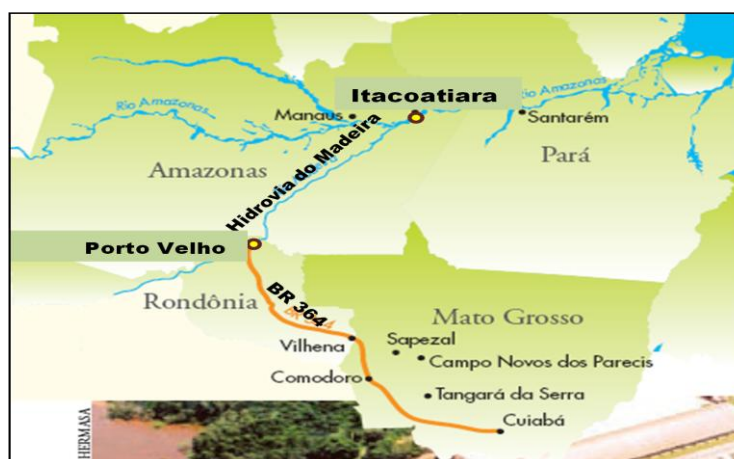 Itacoatiara
Rio Amazonas
Rio Amazonas
Manaus
Santarém
Hidrovia do Madeira
Amazonas
Pará
Porto Velho
BR 364
Rondônia
Mato Grosso
Vilhena
Sapezal
Campo Novos dos Parecis
Comodoro
Tangará da Serra
Cuiabá
HERMASA